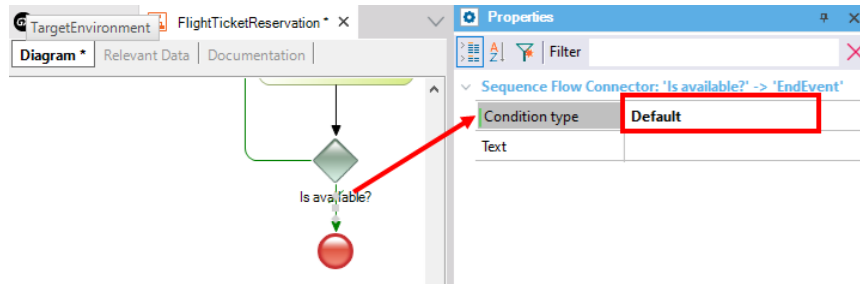 TargetEnvironment
FlightTicketReservation *
Diagram *
Relevant Data
Documentation
Is available?
Properties
Filter
Sequence Flow Connector: 'Is available?' -> 'EndEvent'
Condition type
Default
Text